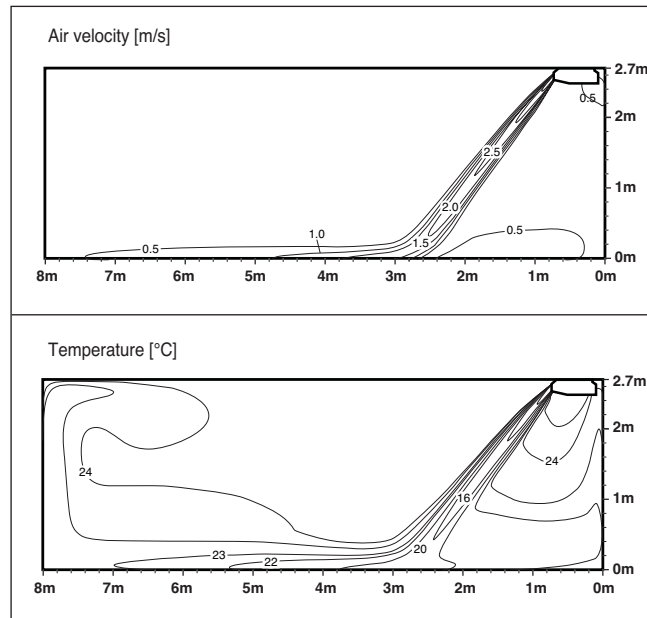 Air velocity [m/s]
2.7m
0.5
2m
2.5
1m
2.0
1.0
1.5
0.5
0.5
0m
8m 7m 6m 5m 4m 3m 2m 1m 0m
Temperature [°C]
2.7m
2m
24
24
16
1m
20
23
22
0m
8m 7m 6m 5m 4m 3m 2m 1m 0m